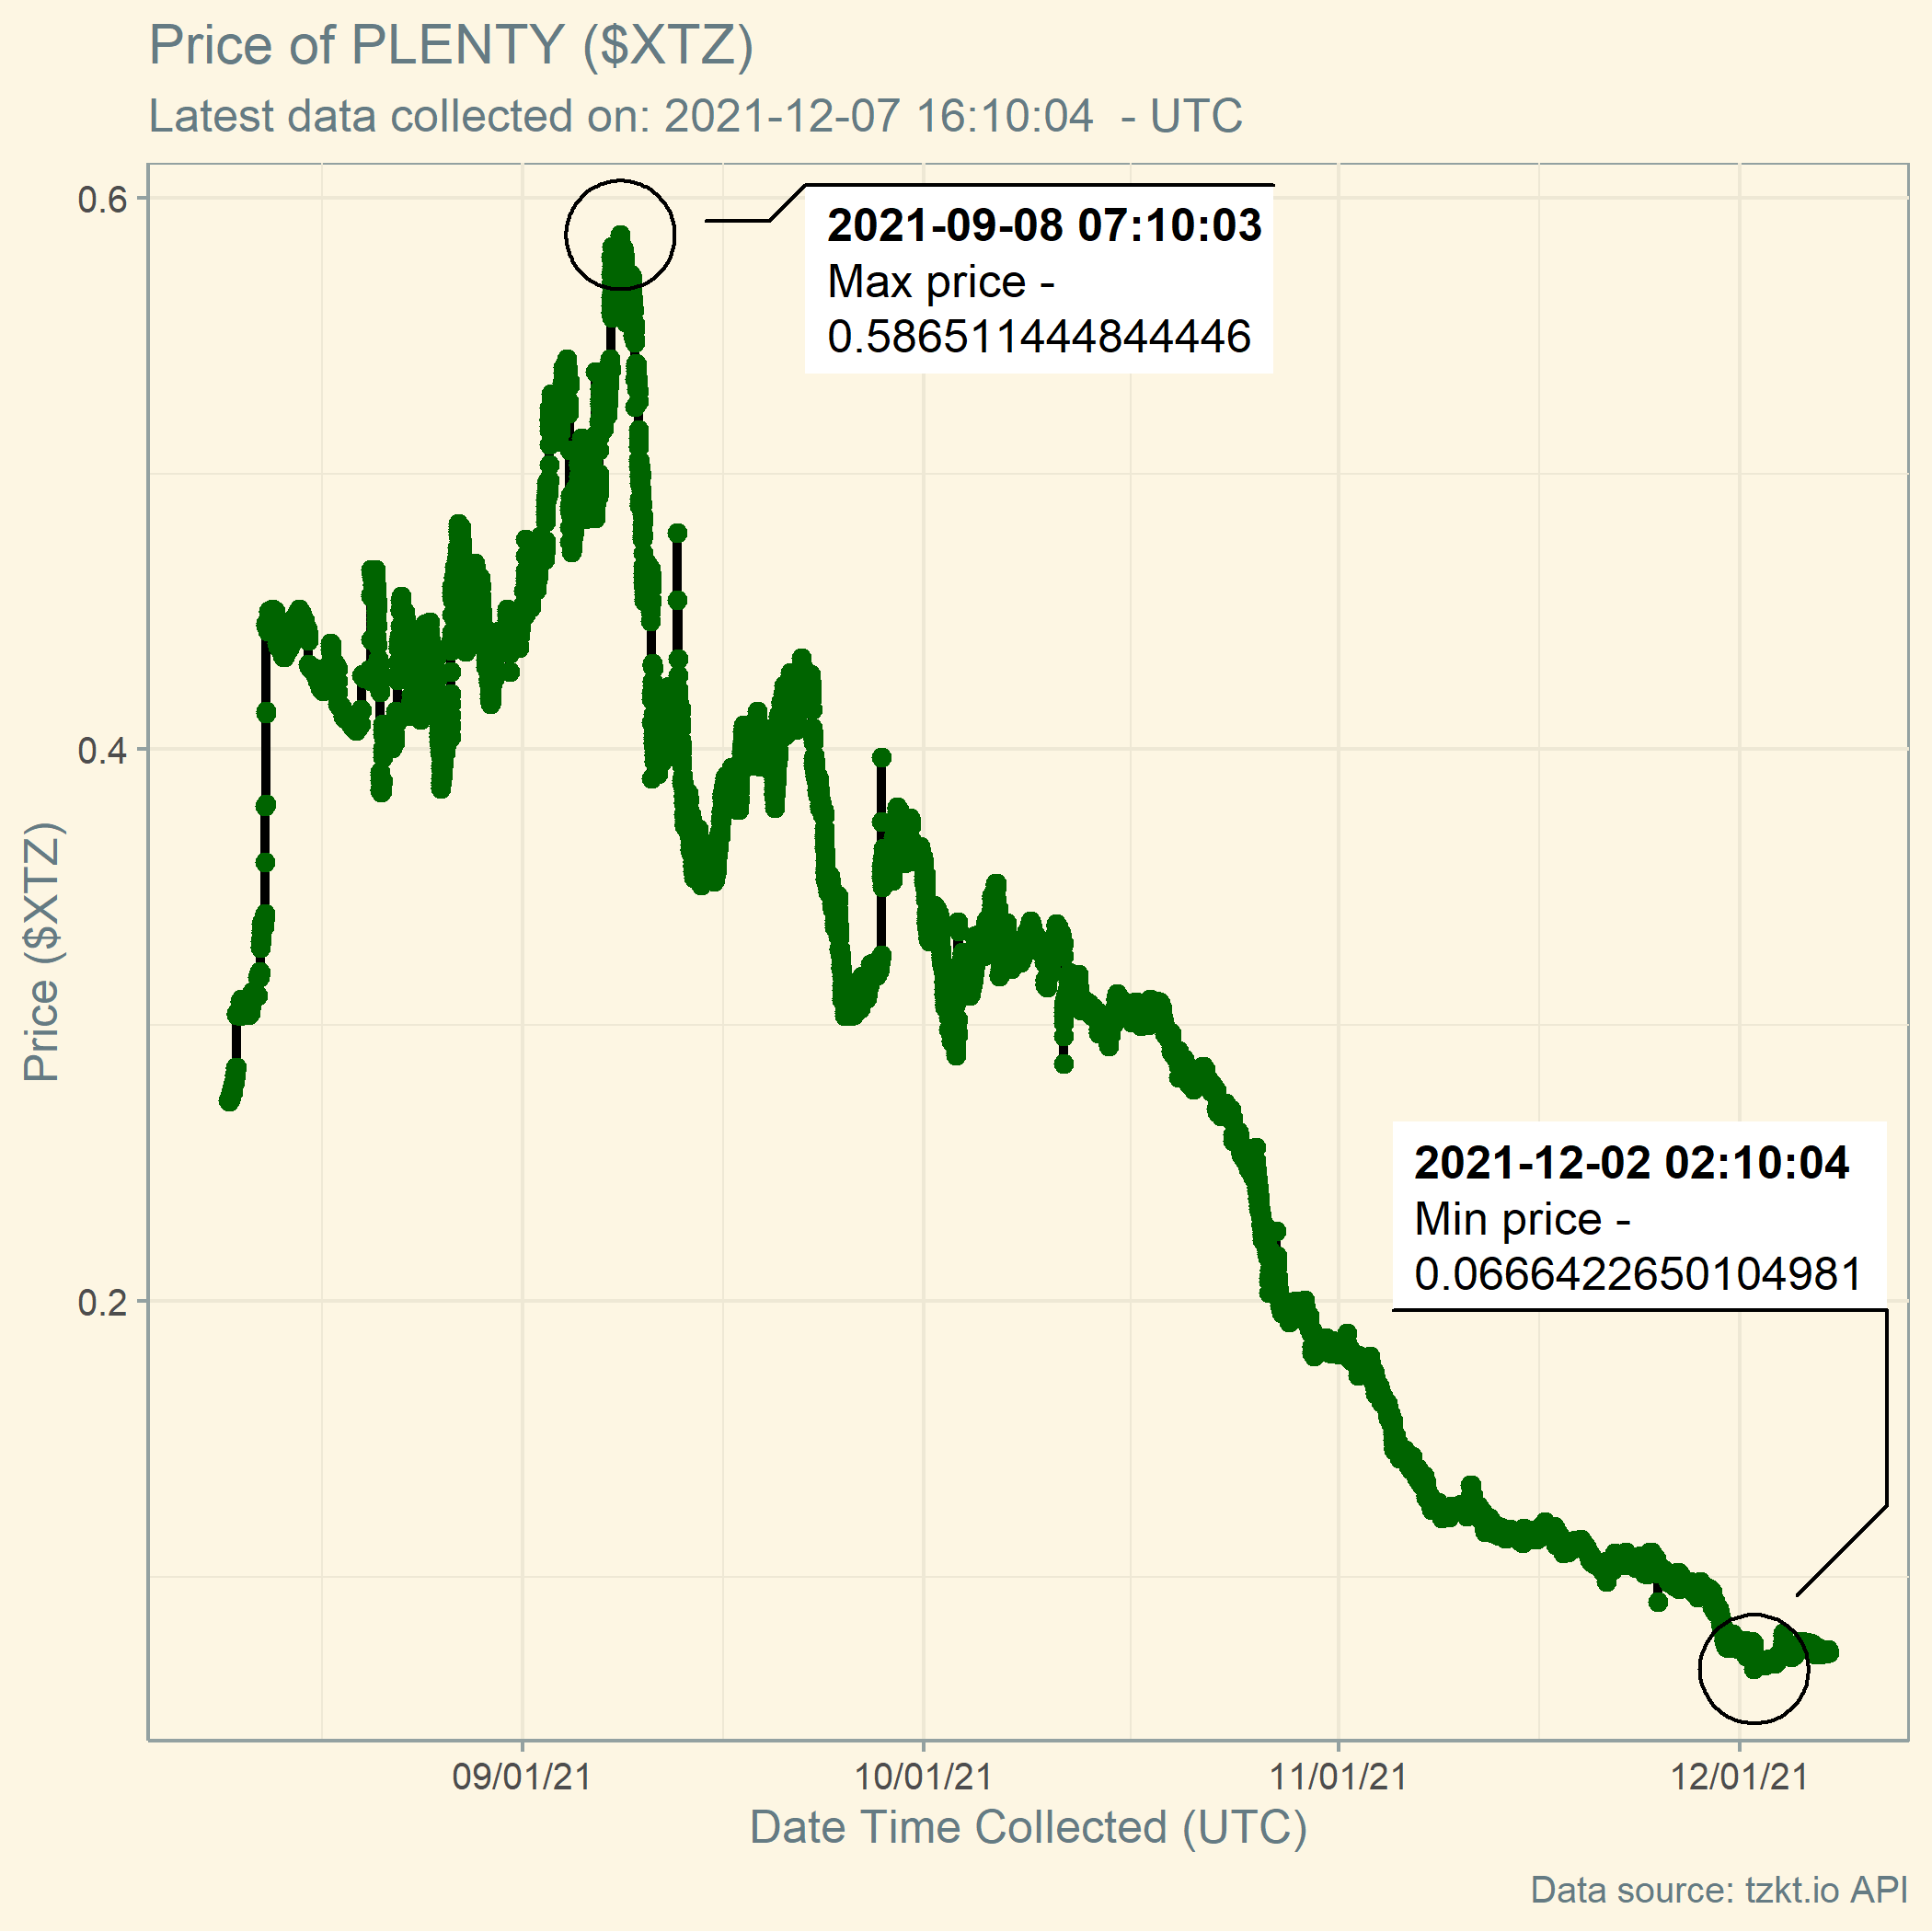 Price of PLENTY ($XTZ)
Latest data collected on: 2021-12-07 16:10:04  - UTC
0.6
2021-09-08 07:10:03
Max price -
0.586511444844446
0.4
Price ($XTZ)
2021-12-02 02:10:04
Min price -
0.0666422650104981
0.2
09/01/21
10/01/21
11/01/21
12/01/21
Date Time Collected (UTC)
Data source: tzkt.io API